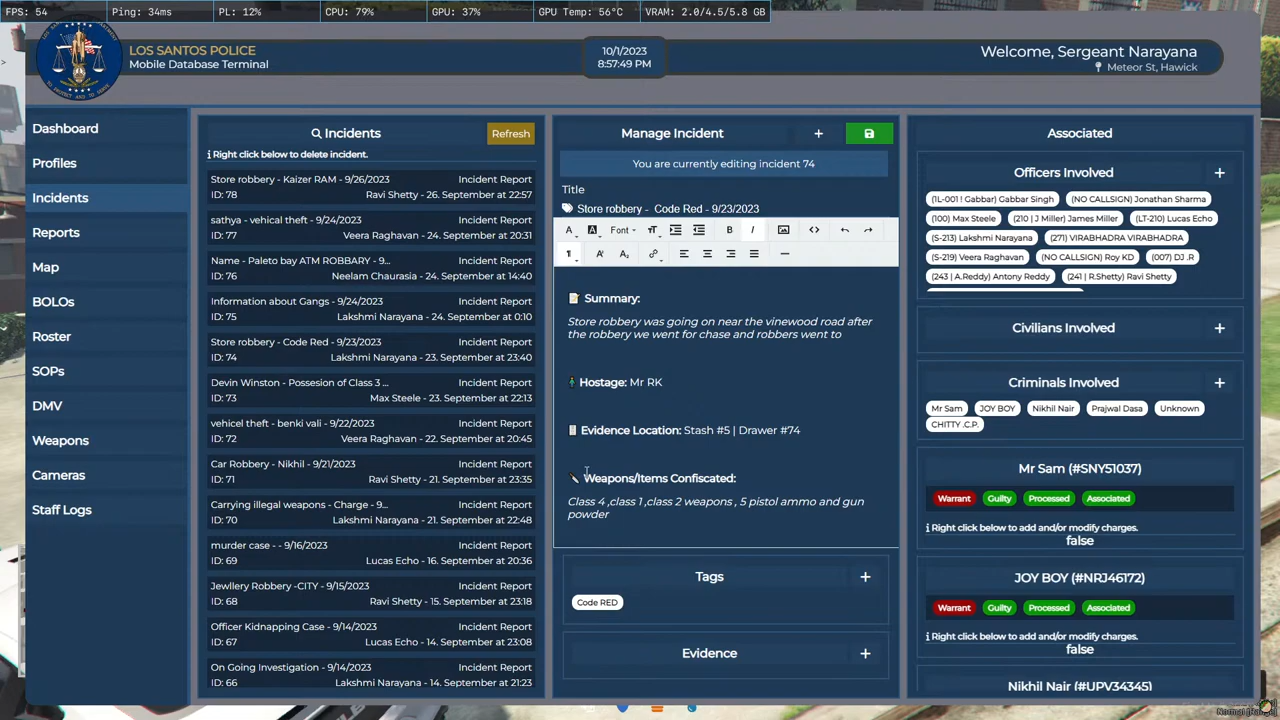 FPS: 54 Ping: 34ms PL: 12% CPU: 79% GPU: 37% GPU Temp: 56°C VRAM: 2.0/4.5/5.8 GB
LOS SANTOS POLICE
Mobile Database Terminal
10/1/2023
8:57:49 PM
Welcome, Sergeant Narayana
Meteor St, Hawick
Dashboard
Profiles
Incidents
Reports
Map
BOLOs
Roster
SOPs
DMV
Weapons
Cameras
Staff Logs
Incidents Refresh
Right click below to delete incident.
Store robbery - Kaizer RAM - 9/26/2023 Incident Report
ID: 78 Ravi Shetty - 26. September at 22:57
sathya - vehical theft - 9/24/2023 Incident Report
ID: 77 Veera Raghavan - 24. September at 20:31
Name - Paleto bay ATM ROBBARY - 9... Incident Report
ID: 76 Neelam Chaurasia - 24. September at 14:40
Information about Gangs - 9/24/2023 Incident Report
ID: 75 Lakshmi Narayana - 24. September at 0:10
Store robbery - Code Red - 9/23/2023 Incident Report
ID: 74 Lakshmi Narayana - 23. September at 23:40
Devin Winston - Possesion of Class 3 ... Incident Report
ID: 73 Max Steele - 23. September at 22:13
vehicel theft - benki vali - 9/22/2023 Incident Report
ID: 72 Veera Raghavan - 22. September at 20:45
Car Robbery - Nikhil - 9/21/2023 Incident Report
ID: 71 Ravi Shetty - 21. September at 23:35
Carrying illegal weapons - Charge - 9... Incident Report
ID: 70 Lakshmi Narayana - 21. September at 22:48
murder case - - 9/16/2023 Incident Report
ID: 69 Lucas Echo - 16. September at 20:36
Jewllery Robbery -CITY - 9/15/2023 Incident Report
ID: 68 Ravi Shetty - 15. September at 23:18
Officer Kidnapping Case - 9/14/2023 Incident Report
ID: 67 Lucas Echo - 14. September at 23:08
On Going Investigation - 9/14/2023 Incident Report
ID: 66 Lakshmi Narayana - 14. September at 21:23
Manage Incident
You are currently editing incident 74
Title
Store robbery - Code Red - 9/23/2023
Font
Summary:
Store robbery was going on near the vinewood road after
the robbery we went for chase and robbers went to
Hostage: Mr RK
Evidence Location: Stash #5 | Drawer #74
Weapons/Items Confiscated:
Class 4 ,class 1 ,class 2 weapons , 5 pistol ammo and gun
powder
Tags
Code RED
Evidence
Associated
Officers Involved
(1L-001 ! Gabbar) Gabbar Singh (NO CALLSIGN) Jonathan Sharma
(100) Max Steele (210 | J Miller) James Miller (LT-210) Lucas Echo
(S-213) Lakshmi Narayana (271) VIRABHADRA VIRABHADRA
(S-219) Veera Raghavan (NO CALLSIGN) Roy KD (007) DJ .R
(243 | A.Reddy) Antony Reddy (241 | R.Shetty) Ravi Shetty
Civilians Involved
Criminals Involved
Mr Sam JOY BOY Nikhil Nair Prajwal Dasa Unknown
CHITTY .C.P.
Mr Sam (#SNY51037)
Warrant Guilty Processed Associated
Right click below to add and/or modify charges.
false
JOY BOY (#NRJ46172)
Warrant Guilty Processed Associated
Right click below to add and/or modify charges.
false
Nikhil Nair (#UPV34345)